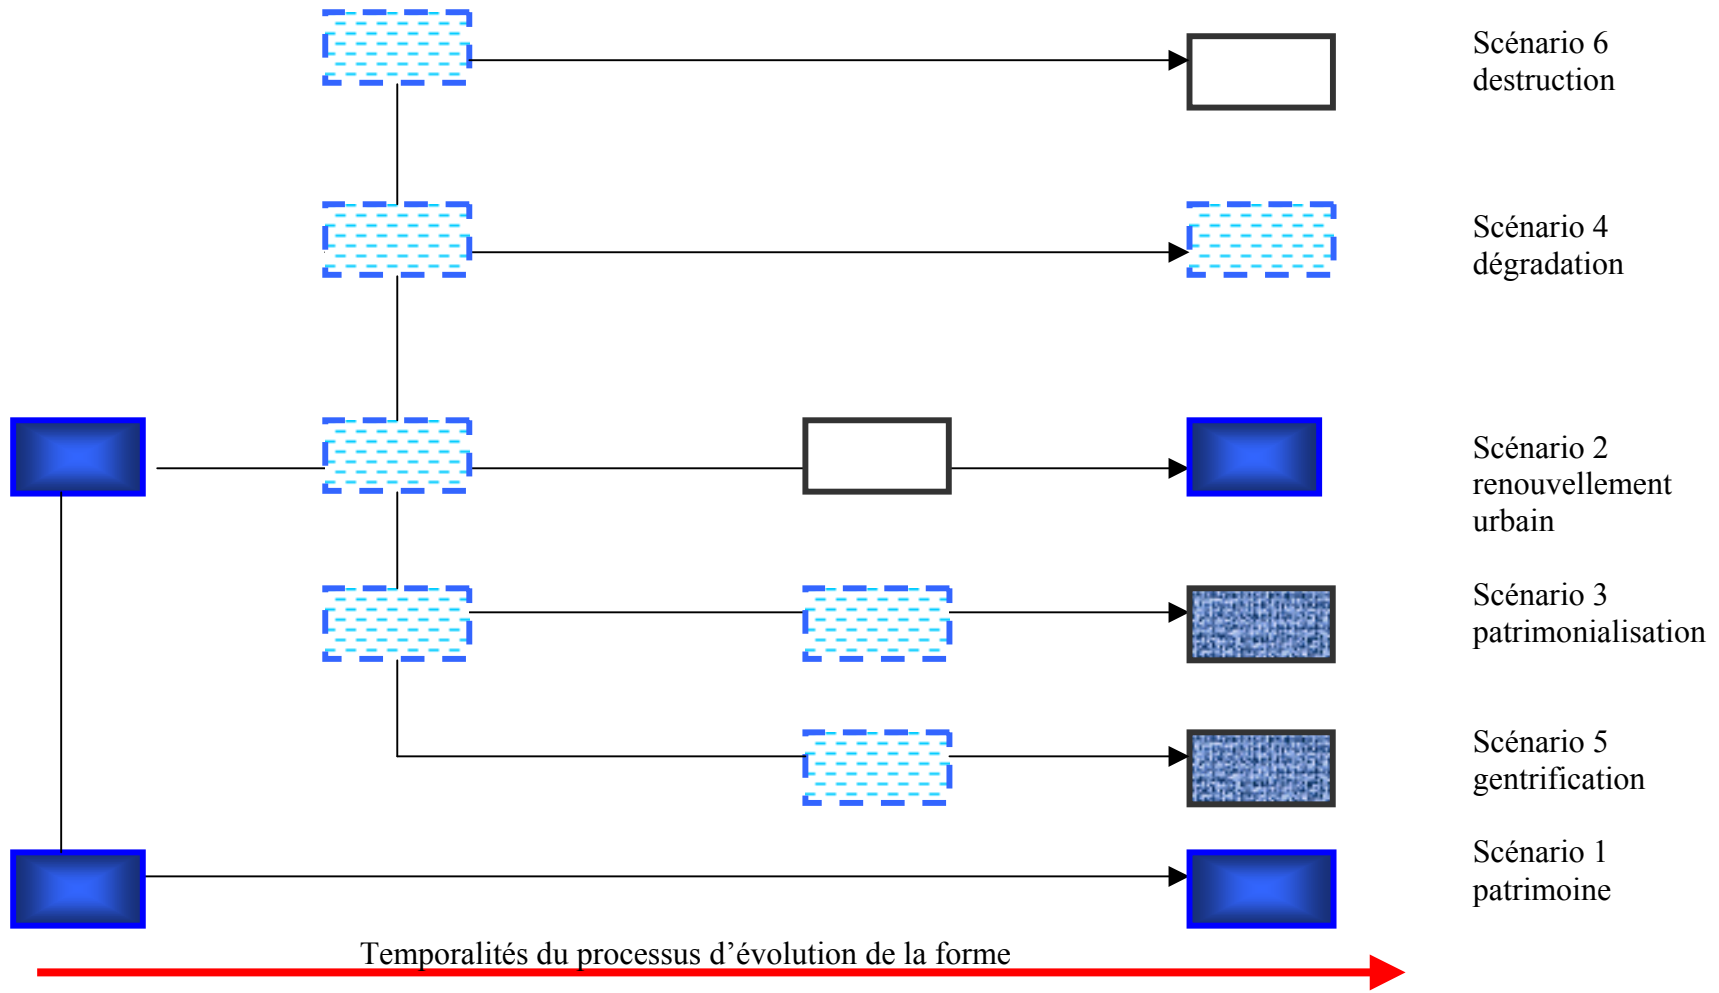 Scénario 6
destruction
Scénario 4
dégradation
Scénario 2
renouvellement
urbain
Scénario 3
patrimonialisation
Scénario 5
gentrification
Scénario 1
patrimoine
Temporalités du processus d’évolution de la forme